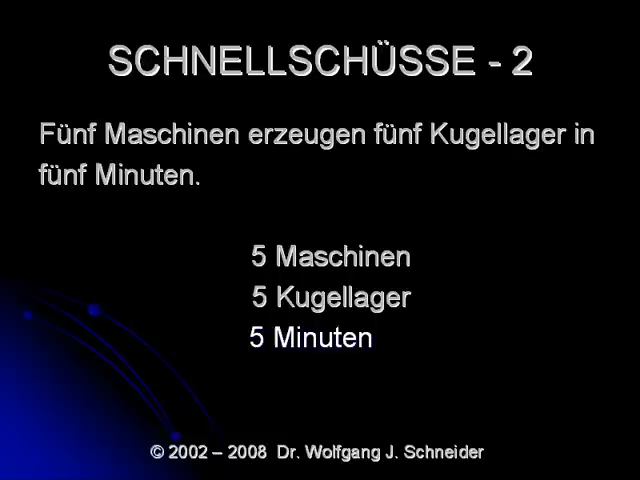 SCHNELLSCHÜSSE - 2
Fünf Maschinen erzeugen fünf Kugellager in
fünf Minuten.
5 Maschinen
5 Kugellager
5 Minuten
© 2002 – 2008 Dr. Wolfgang J. Schneider